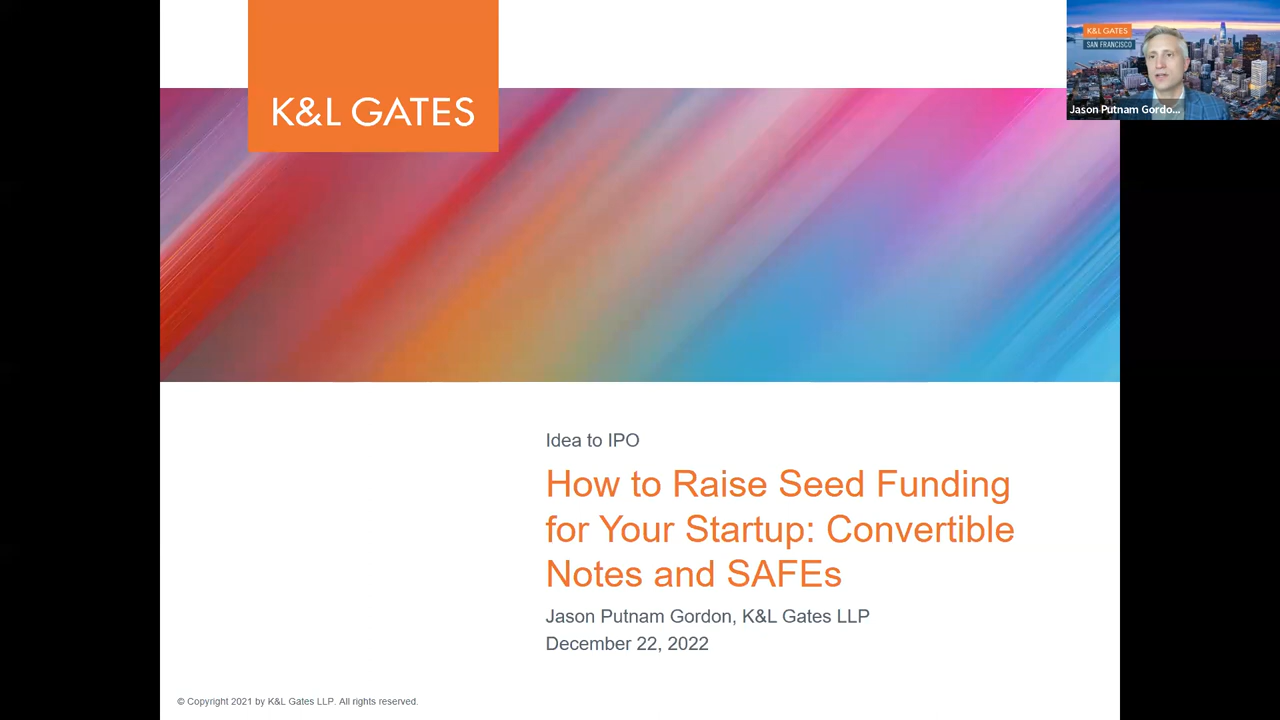 K&L GATES
K&L GATES
SAN FRANCISCO
Jason Putnam Gordo...
Idea to IPO
How to Raise Seed Funding
for Your Startup: Convertible
Notes and SAFEs
Jason Putnam Gordon, K&L Gates LLP
December 22, 2022
© Copyright 2021 by K&L Gates LLP. All rights reserved.